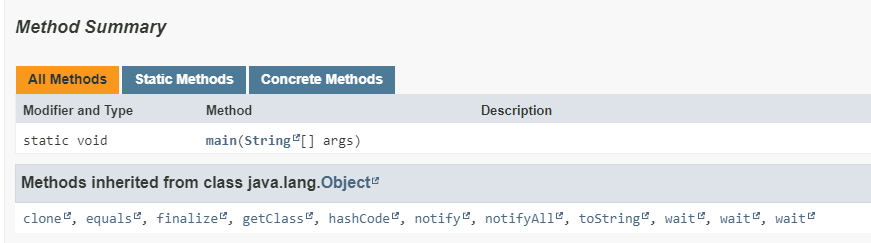 Method Summary
All Methods Static Methods Concrete Methods
Modifier and Type Method Description
static void main(String[] args)
Methods inherited from class java.lang.Object
clone, equals, finalize, getClass, hashCode, notify, notifyAll, toString, wait, wait, wait